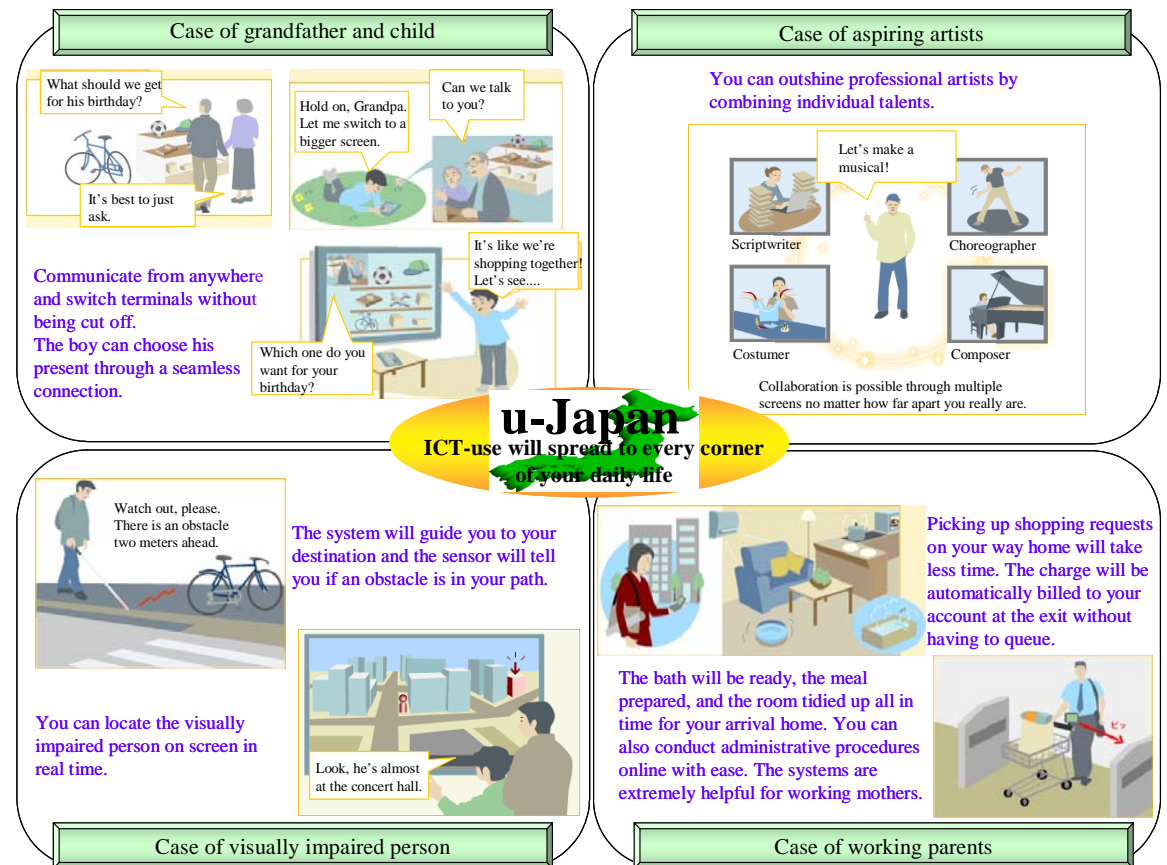 Case of grandfather and child
What should we get
for his birthday?
It's best to just
ask.
Hold on, Grandpa.
Let me switch to a
bigger screen.
Can we talk
to you?
Communicate from anywhere
and switch terminals without
being cut off.
The boy can choose his
present through a seamless
connection.
It's like we're
shopping together!
Let's see....
Which one do you
want for your
birthday?
Case of aspiring artists
You can outshine professional artists by
combining individual talents.
Let's make a
musical!
Scriptwriter
Choreographer
Costumer
Composer
Collaboration is possible through multiple
screens no matter how far apart you really are.
u-Japan
ICT-use will spread to every corner
of your daily life
Watch out, please.
There is an obstacle
two meters ahead.
The system will guide you to your
destination and the sensor will tell
you if an obstacle is in your path.
You can locate the visually
impaired person on screen in
real time.
Look, he's almost
at the concert hall.
Case of visually impaired person
Picking up shopping requests
on your way home will take
less time. The charge will be
automatically billed to your
account at the exit without
having to queue.
The bath will be ready, the meal
prepared, and the room tidied up all in
time for your arrival home. You can
also conduct administrative procedures
online with ease. The systems are
extremely helpful for working mothers.
ピッ
Case of working parents